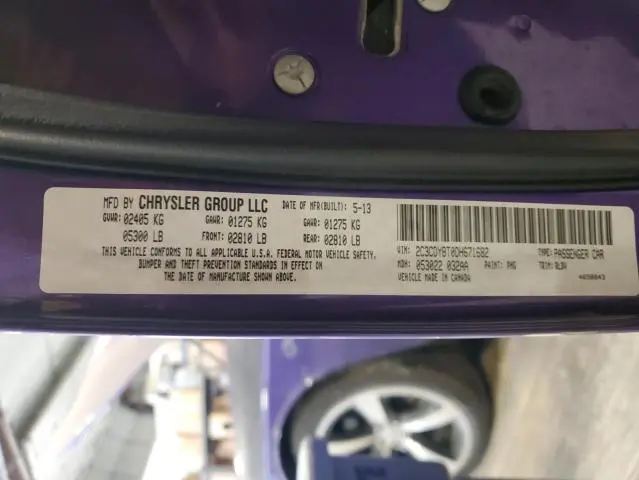 MFD BY CHRYSLER GROUP LLC DATE OF MFR(BUILT): 5-13
GVWR: 02405 KG GAWR: 01275 KG GAWR: 01275 KG
05300 LB FRONT: 02810 LB REAR: 02810 LB
THIS VEHICLE CONFORMS TO ALL APPLICABLE U.S.A. FEDERAL MOTOR VEHICLE SAFETY,
BUMPER AND THEFT PREVENTION STANDARDS IN EFFECT ON
THE DATE OF MANUFACTURE SHOWN ABOVE.
VIN: 2C3CDYBT0DH671682 TYPE: PASSENGER CAR
MDH: 053022 032AA PAINT: PHG TRIM: RLDV
VEHICLE MADE IN CANADA